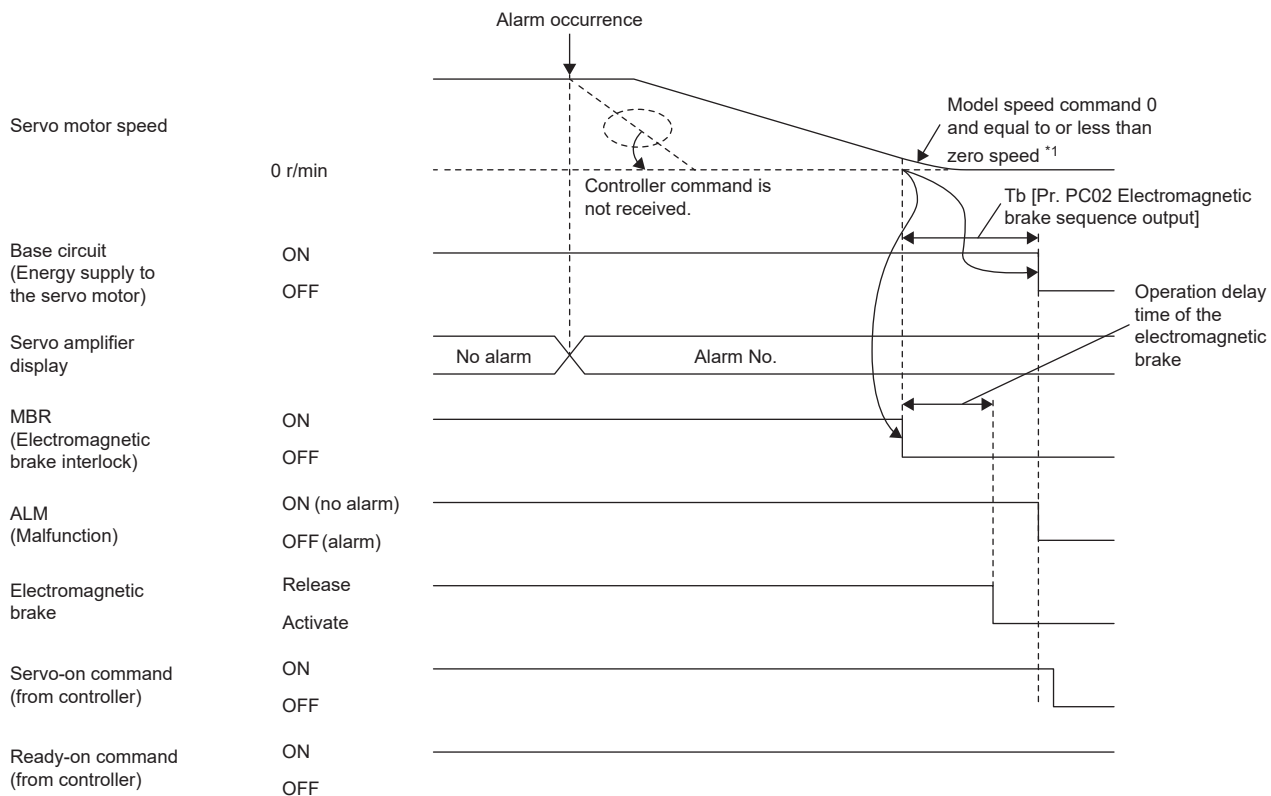 Alarm occurrence
Servo motor speed
0 r/min
Model speed command 0
and equal to or less than
zero speed *1
Controller command is
not received.
Tb [Pr. PC02 Electromagnetic
brake sequence output]
Base circuit
(Energy supply to
the servo motor)
ON
OFF
Operation delay
time of the
electromagnetic
brake
Servo amplifier
display
No alarm
Alarm No.
MBR
(Electromagnetic
brake interlock)
ON
OFF
ALM
(Malfunction)
ON (no alarm)
OFF (alarm)
Electromagnetic
brake
Release
Activate
Servo-on command
(from controller)
ON
OFF
Ready-on command
(from controller)
ON
OFF